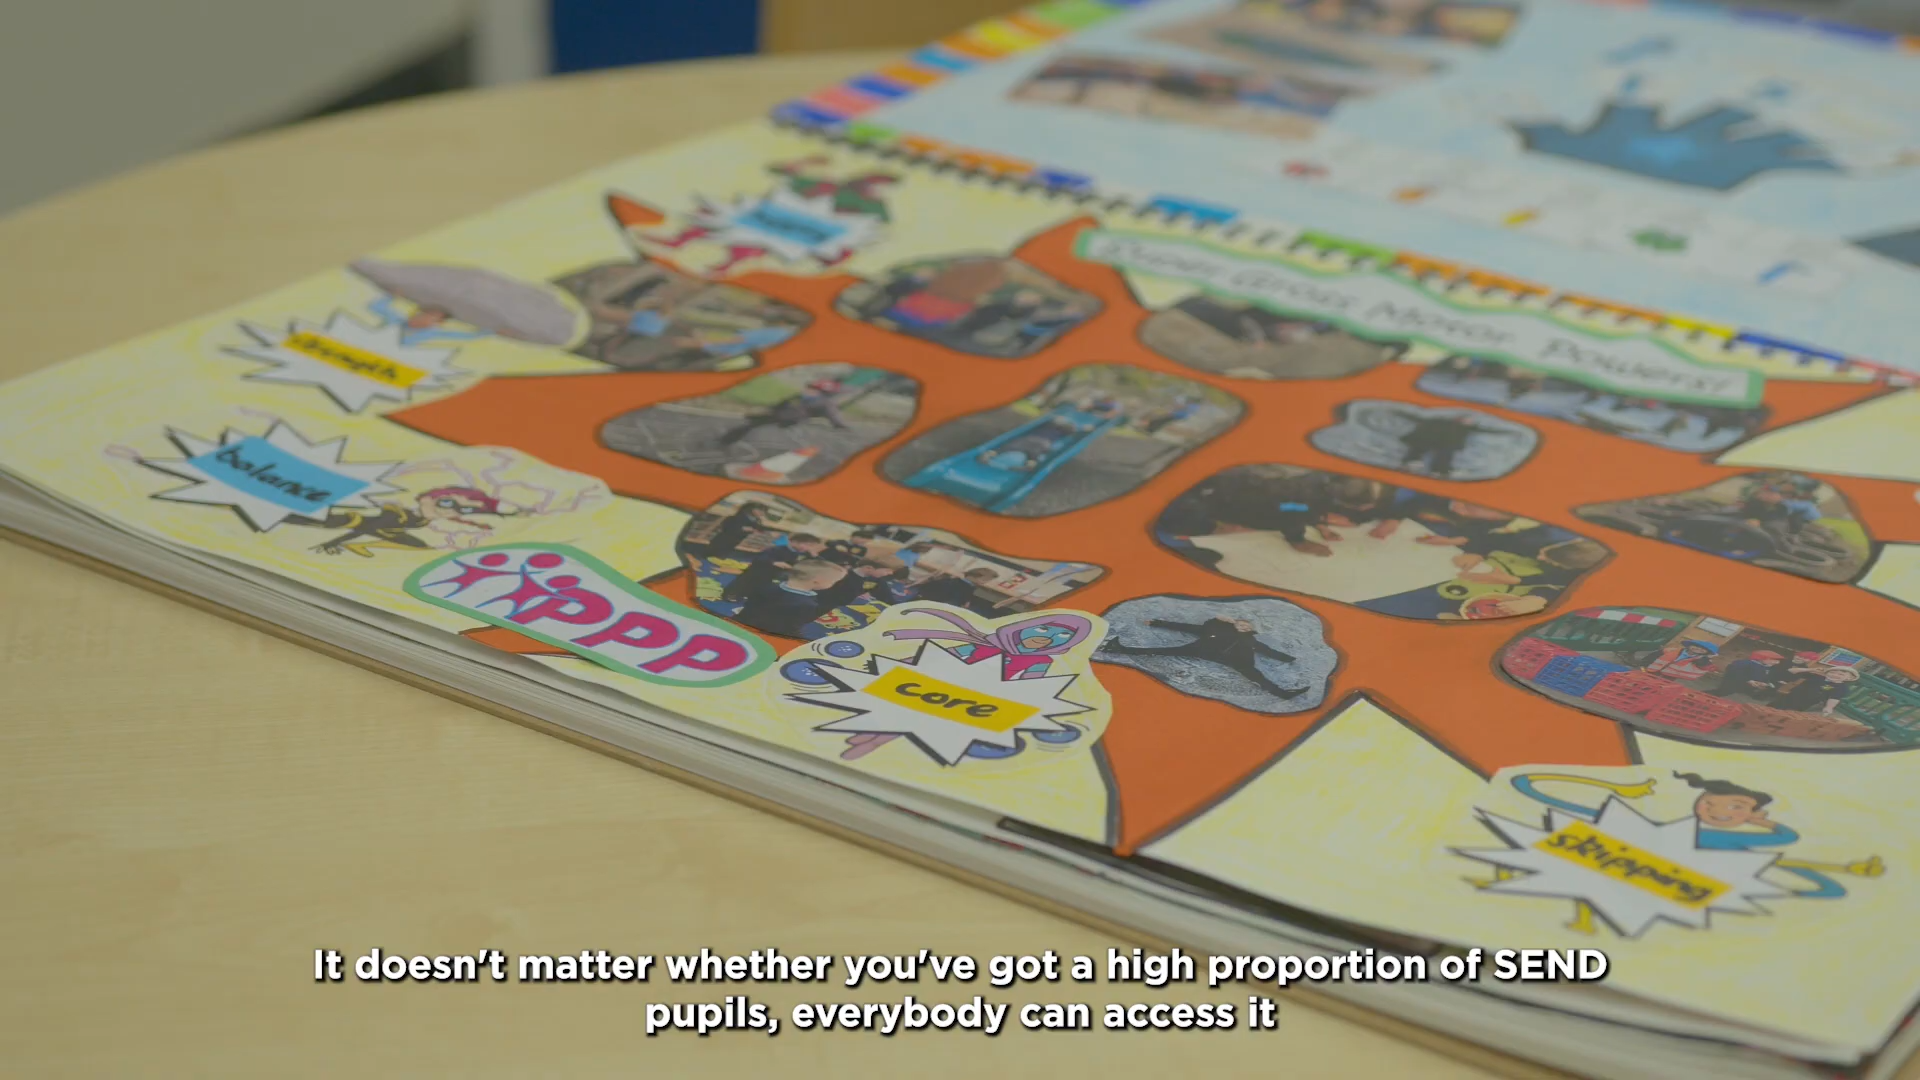 Super Gross Motor Powers!
strength
balance
PPP
core
skipping
It doesn't matter whether you've got a high proportion of SEND
pupils, everybody can access it